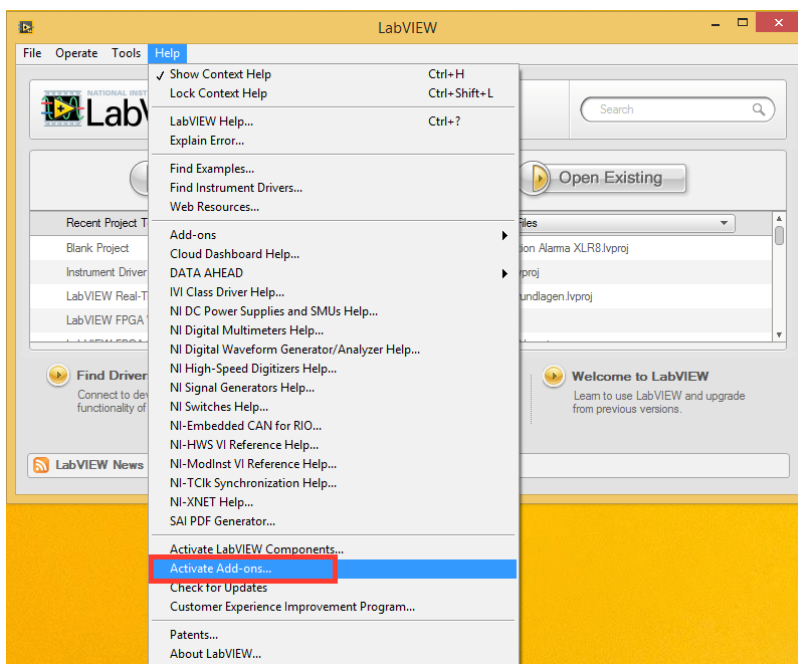 LabVIEW
File Operate Tools Help
NATIONAL INST
Search
Open Existing
Recent Project T
Blank Project
Instrument Driver
LabVIEW Real-T
LabVIEW FPGA
Show Context Help Ctrl+H
Lock Context Help Ctrl+Shift+L
LabVIEW Help... Ctrl+?
Explain Error...
Find Examples...
Find Instrument Drivers...
Web Resources...
Add-ons
Cloud Dashboard Help...
DATA AHEAD
IVI Class Driver Help...
NI DC Power Supplies and SMUs Help...
NI Digital Multimeters Help...
NI Digital Waveform Generator/Analyzer Help...
NI High-Speed Digitizers Help...
NI Signal Generators Help...
NI Switches Help...
NI-Embedded CAN for RIO...
NI-HWS VI Reference Help...
NI-ModInst VI Reference Help...
NI-TClk Synchronization Help...
NI-XNET Help...
SAI PDF Generator...
Activate LabVIEW Components...
Activate Add-ons...
Check for Updates
Customer Experience Improvement Program...
Patents...
About LabVIEW...
Files
ion Alarma XLR8.lvproj
vproj
undlagen.lvproj
Find Driver
Connect to dev
functionality of
Welcome to LabVIEW
Learn to use LabVIEW and upgrade
from previous versions.
LabVIEW News